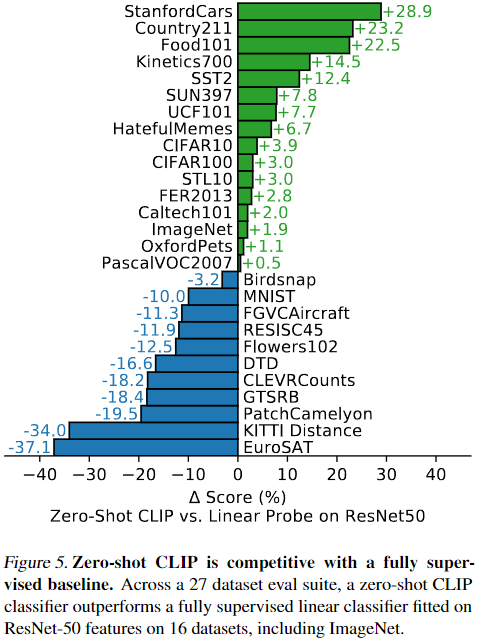 StanfordCars +28.9
Country211 +23.2
Food101 +22.5
Kinetics700 +14.5
SST2 +12.4
SUN397 +7.8
UCF101 +7.7
HatefulMemes +6.7
CIFAR10 +3.9
CIFAR100 +3.0
STL10 +3.0
FER2013 +2.8
Caltech101 +2.0
ImageNet +1.9
OxfordPets +1.1
PascalVOC2007 +0.5
-3.2 Birdsnap
-10.0 MNIST
-11.3 FGVCAircraft
-11.9 RESISC45
-12.5 Flowers102
-16.6 DTD
-18.2 CLEVRCounts
-18.4 GTSRB
-19.5 PatchCamelyon
-34.0 KITTI Distance
-37.1 EuroSAT
−40 −30 −20 −10 0 10 20 30 40
Δ Score (%)
Zero-Shot CLIP vs. Linear Probe on ResNet50
Figure 5. Zero-shot CLIP is competitive with a fully super-
vised baseline. Across a 27 dataset eval suite, a zero-shot CLIP
classifier outperforms a fully supervised linear classifier fitted on
ResNet-50 features on 16 datasets, including ImageNet.